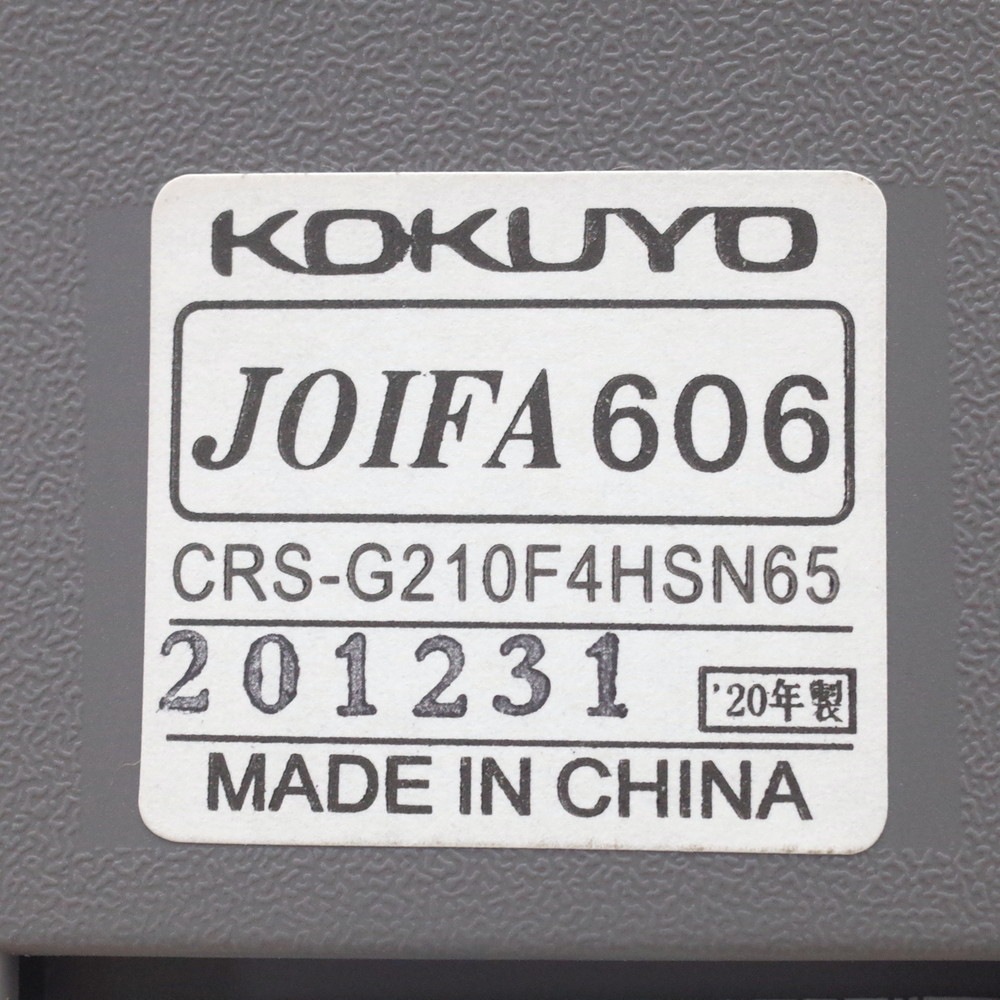 KOKUYO
JOIFA 606
CRS-G210F4HSN65
201231
'20年製
MADE IN CHINA